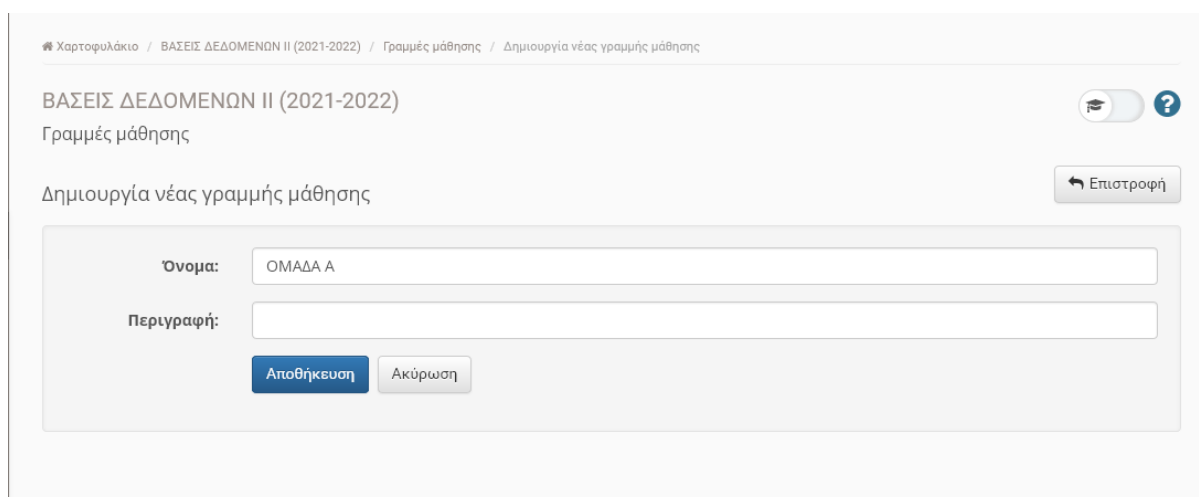 Χαρτοφυλάκιο / ΒΑΣΕΙΣ ΔΕΔΟΜΕΝΩΝ ΙΙ (2021-2022) / Γραμμές μάθησης / Δημιουργία νέας γραμμής μάθησης
ΒΑΣΕΙΣ ΔΕΔΟΜΕΝΩΝ ΙΙ (2021-2022)
Γραμμές μάθησης
Επιστροφή
Δημιουργία νέας γραμμής μάθησης
Όνομα: ΟΜΑΔΑ Α
Περιγραφή:
Αποθήκευση Ακύρωση